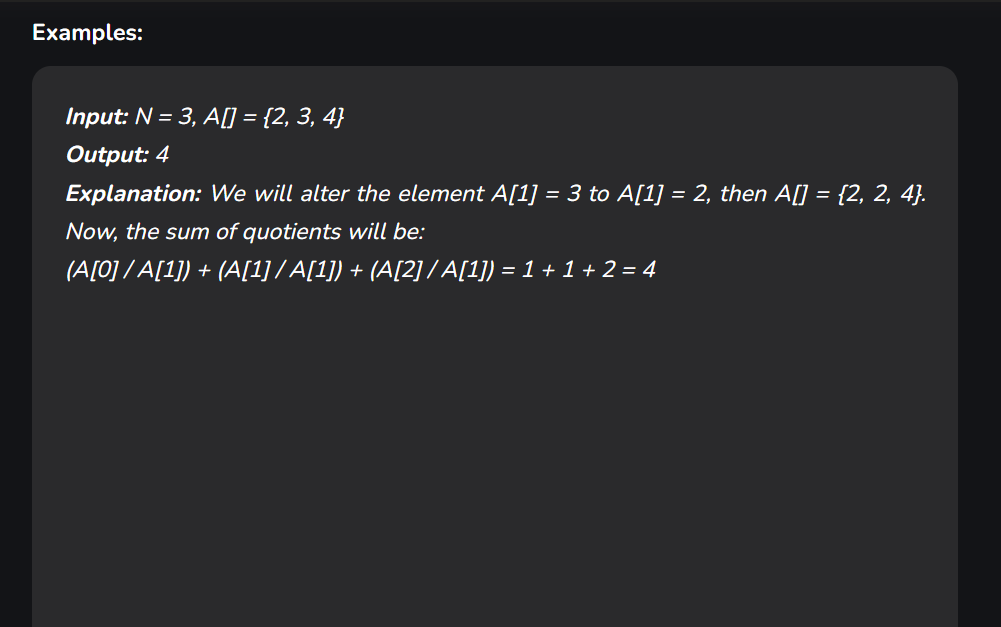 Examples:
Input: N = 3, A[] = {2, 3, 4}
Output: 4
Explanation: We will alter the element A[1] = 3 to A[1] = 2, then A[] = {2, 2, 4}.
Now, the sum of quotients will be:
(A[0] / A[1]) + (A[1] / A[1]) + (A[2] / A[1]) = 1 + 1 + 2 = 4